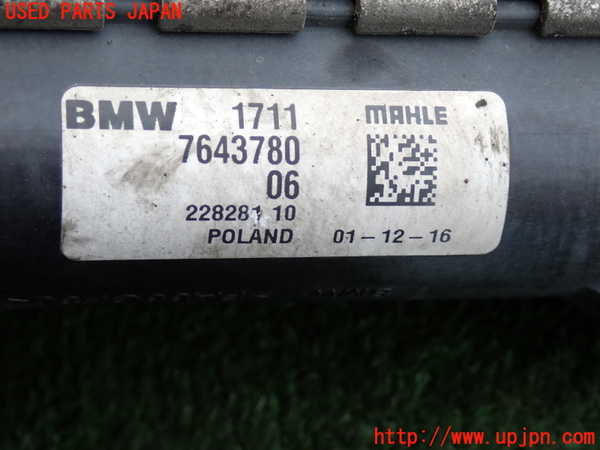 USED PARTS JAPAN
BMW 1711 MAHLE
7643780
06
228281 10
POLAND 01-12-16
http://www.upjpn.com/